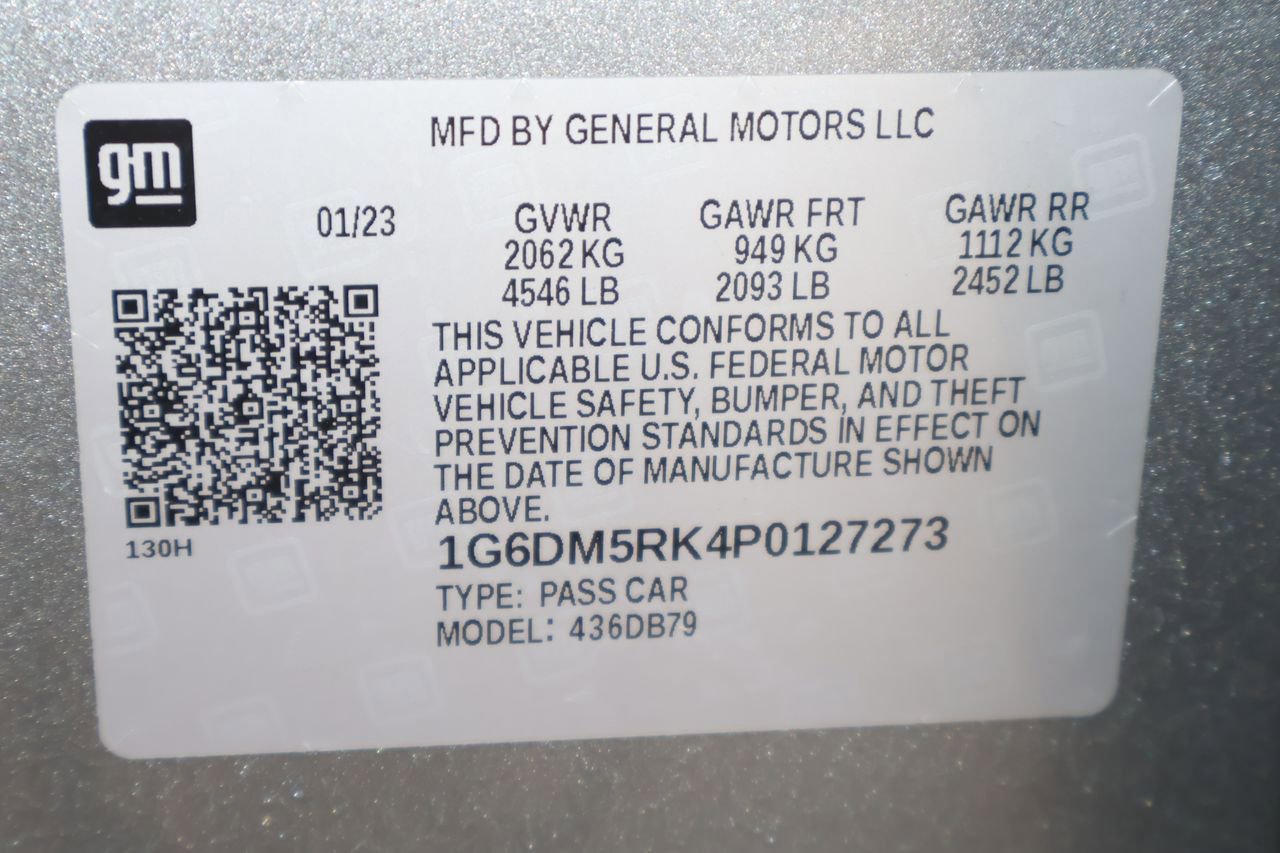 gm
MFD BY GENERAL MOTORS LLC
01/23
GVWR
2062 KG
4546 LB
GAWR FRT
949 KG
2093 LB
GAWR RR
1112 KG
2452 LB
THIS VEHICLE CONFORMS TO ALL
APPLICABLE U.S. FEDERAL MOTOR
VEHICLE SAFETY, BUMPER, AND THEFT
PREVENTION STANDARDS IN EFFECT ON
THE DATE OF MANUFACTURE SHOWN
ABOVE.
130H
1G6DM5RK4P0127273
TYPE: PASS CAR
MODEL: 436DB79